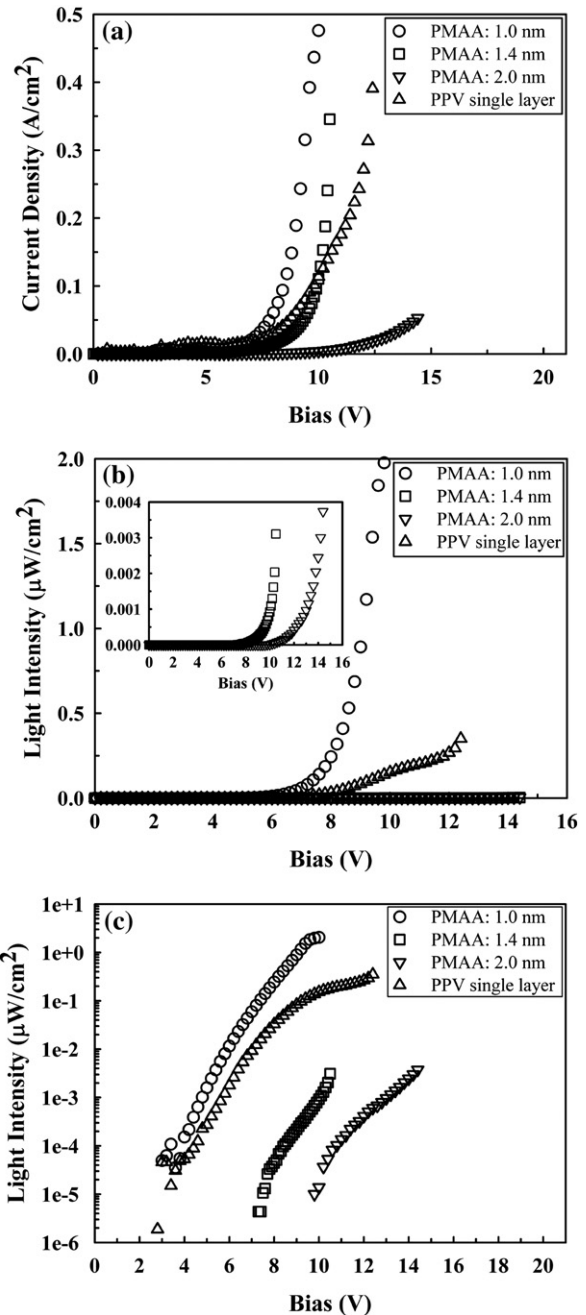 (a)
PMAA: 1.0 nm
PMAA: 1.4 nm
PMAA: 2.0 nm
PPV single layer
Current Density (A/cm²)
0.5
0.4
0.3
0.2
0.1
0.0
0 5 10 15 20
Bias (V)
(b)
PMAA: 1.0 nm
PMAA: 1.4 nm
PMAA: 2.0 nm
PPV single layer
Light Intensity (μW/cm²)
2.0
1.5
1.0
0.5
0.0
0.004
0.003
0.002
0.001
0.000
0 2 4 6 8 10 12 14 16
Bias (V)
0 2 4 6 8 10 12 14 16
Bias (V)
(c)
PMAA: 1.0 nm
PMAA: 1.4 nm
PMAA: 2.0 nm
PPV single layer
Light Intensity (μW/cm²)
1e+1
1e+0
1e-1
1e-2
1e-3
1e-4
1e-5
1e-6
0 2 4 6 8 10 12 14 16 18 20
Bias (V)